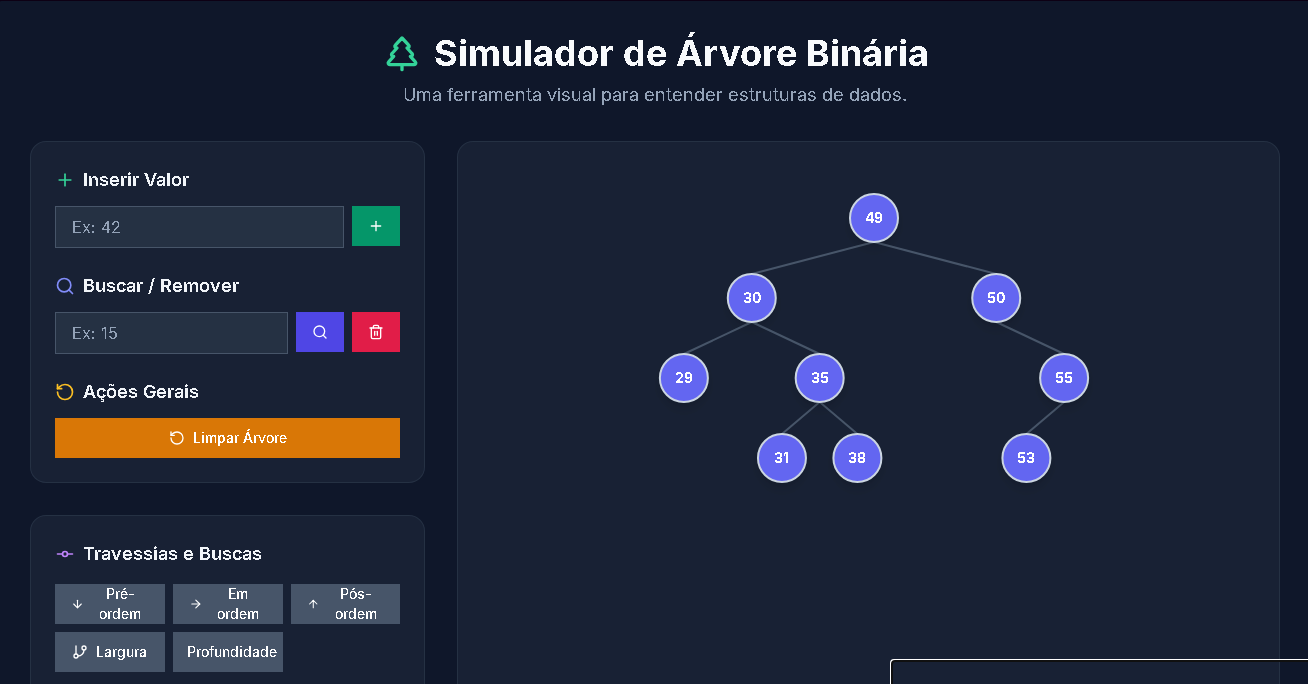 Simulador de Árvore Binária
Uma ferramenta visual para entender estruturas de dados.
Inserir Valor
Ex: 42
+
Buscar / Remover
Ex: 15
Ações Gerais
Limpar Árvore
Travessias e Buscas
Pré-
ordem
Em
ordem
Pós-
ordem
Largura
Profundidade
49
30
50
29
35
55
31
38
53